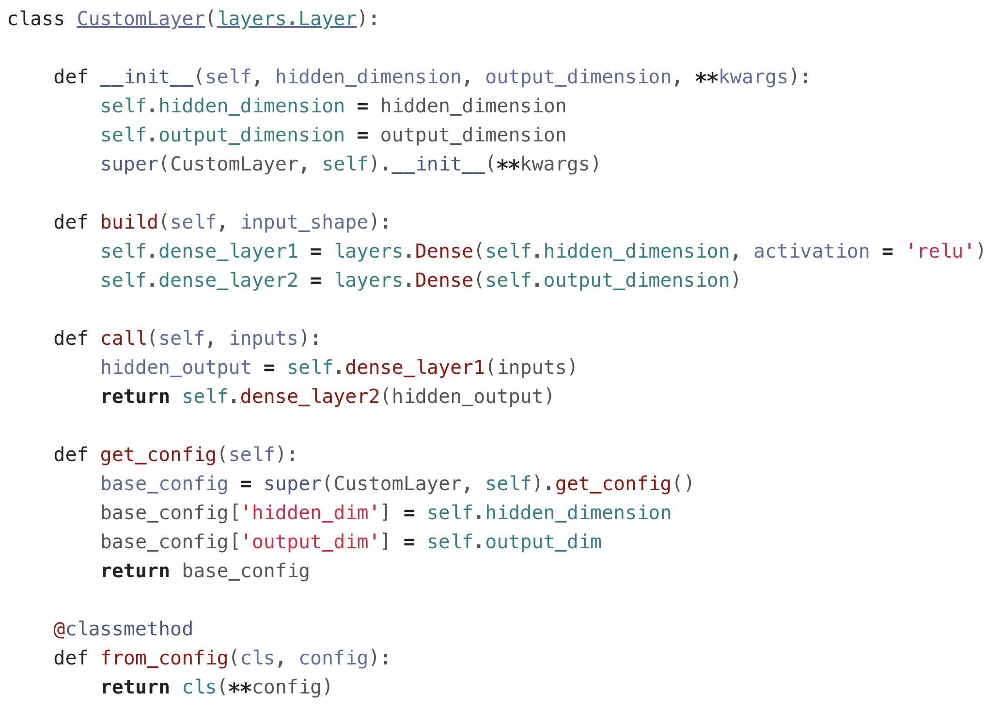 class CustomLayer(layers.Layer):
    def __init__(self, hidden_dimension, output_dimension, **kwargs):
        self.hidden_dimension = hidden_dimension
        self.output_dimension = output_dimension
        super(CustomLayer, self).__init__(**kwargs)
    def build(self, input_shape):
        self.dense_layer1 = layers.Dense(self.hidden_dimension, activation = 'relu')
        self.dense_layer2 = layers.Dense(self.output_dimension)
    def call(self, inputs):
        hidden_output = self.dense_layer1(inputs)
        return self.dense_layer2(hidden_output)
    def get_config(self):
        base_config = super(CustomLayer, self).get_config()
        base_config['hidden_dim'] = self.hidden_dimension
        base_config['output_dim'] = self.output_dim
        return base_config
    @classmethod
    def from_config(cls, config):
        return cls(**config)